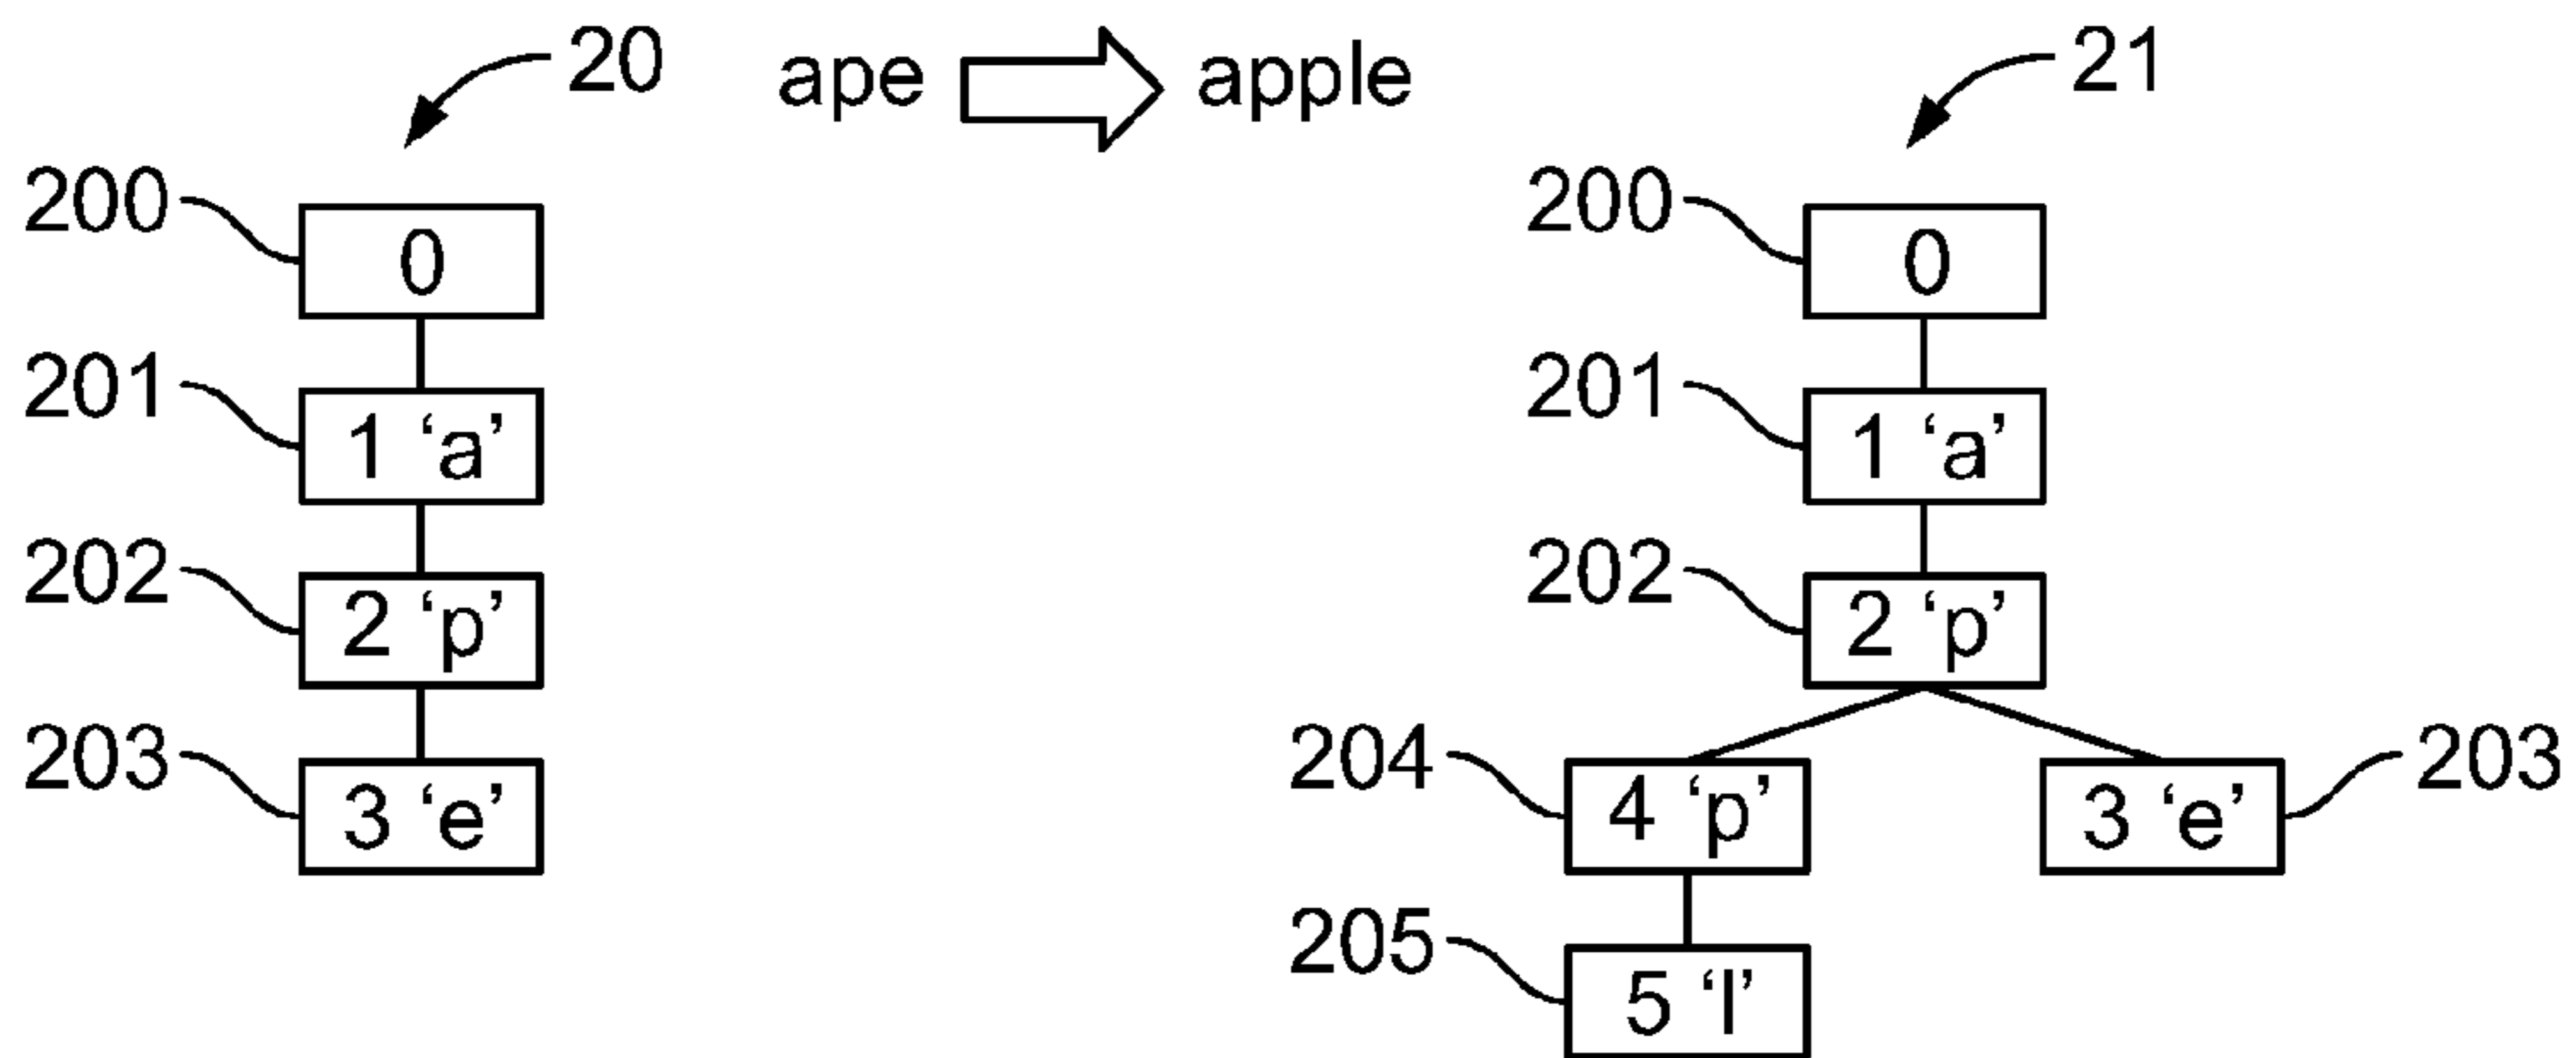 20 ape apple 21
200 0 200 0
201 1 ‘a’ 201 1 ‘a’
202 2 ‘p’ 202 2 ‘p’
203 3 ‘e’ 204 4 ‘p’ 3 ‘e’ 203
205 5 ‘l’